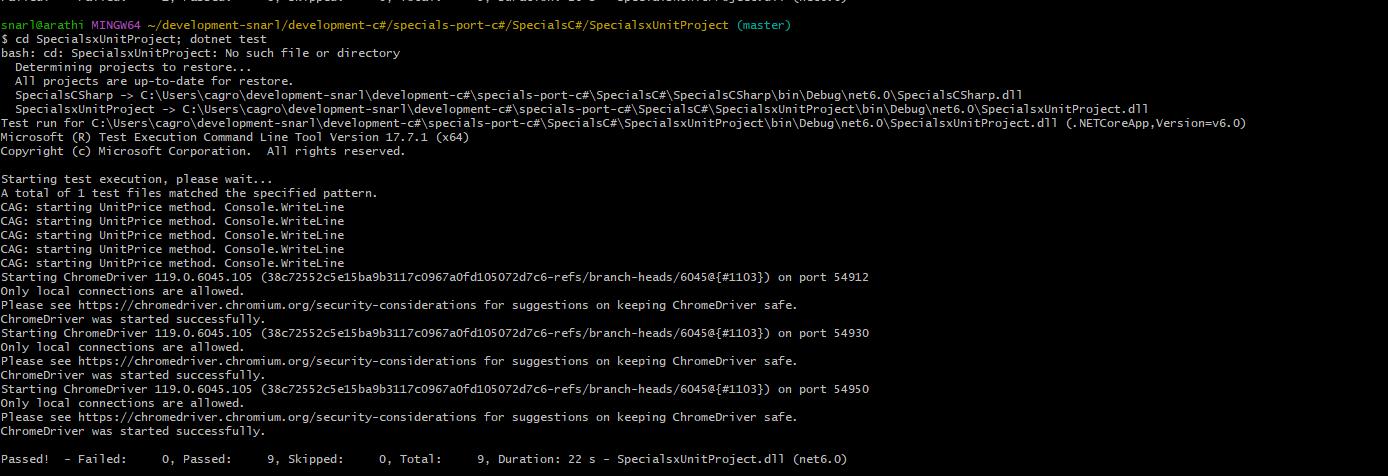 snarl@arathi MINGW64 ~/development-snarl/development-c#/specials-port-c#/SpecialsC#/SpecialsxUnitProject (master)
$ cd SpecialsxUnitProject; dotnet test
bash: cd: SpecialsxUnitProject: No such file or directory
  Determining projects to restore...
  All projects are up-to-date for restore.
  SpecialsCSharp -> C:\Users\cagro\development-snarl\development-c#\specials-port-c#\SpecialsC#\SpecialsCSharp\bin\Debug\net6.0\SpecialsCSharp.dll
  SpecialsxUnitProject -> C:\Users\cagro\development-snarl\development-c#\specials-port-c#\SpecialsC#\SpecialsxUnitProject\bin\Debug\net6.0\SpecialsxUnitProject.dll
Test run for C:\Users\cagro\development-snarl\development-c#\specials-port-c#\SpecialsC#\SpecialsxUnitProject\bin\Debug\net6.0\SpecialsxUnitProject.dll (.NETCoreApp,Version=v6.0)
Microsoft (R) Test Execution Command Line Tool Version 17.7.1 (x64)
Copyright (c) Microsoft Corporation.  All rights reserved.

Starting test execution, please wait...
A total of 1 test files matched the specified pattern.
CAG: starting UnitPrice method. Console.WriteLine
CAG: starting UnitPrice method. Console.WriteLine
CAG: starting UnitPrice method. Console.WriteLine
CAG: starting UnitPrice method. Console.WriteLine
CAG: starting UnitPrice method. Console.WriteLine
Starting ChromeDriver 119.0.6045.105 (38c72552c5e15ba9b3117c0967a0fd105072d7c6-refs/branch-heads/6045@{#1103}) on port 54912
Only local connections are allowed.
Please see https://chromedriver.chromium.org/security-considerations for suggestions on keeping ChromeDriver safe.
ChromeDriver was started successfully.
Starting ChromeDriver 119.0.6045.105 (38c72552c5e15ba9b3117c0967a0fd105072d7c6-refs/branch-heads/6045@{#1103}) on port 54930
Only local connections are allowed.
Please see https://chromedriver.chromium.org/security-considerations for suggestions on keeping ChromeDriver safe.
ChromeDriver was started successfully.
Starting ChromeDriver 119.0.6045.105 (38c72552c5e15ba9b3117c0967a0fd105072d7c6-refs/branch-heads/6045@{#1103}) on port 54950
Only local connections are allowed.
Please see https://chromedriver.chromium.org/security-considerations for suggestions on keeping ChromeDriver safe.
ChromeDriver was started successfully.

Passed!  - Failed:     0, Passed:     9, Skipped:     0, Total:     9, Duration: 22 s - SpecialsxUnitProject.dll (net6.0)